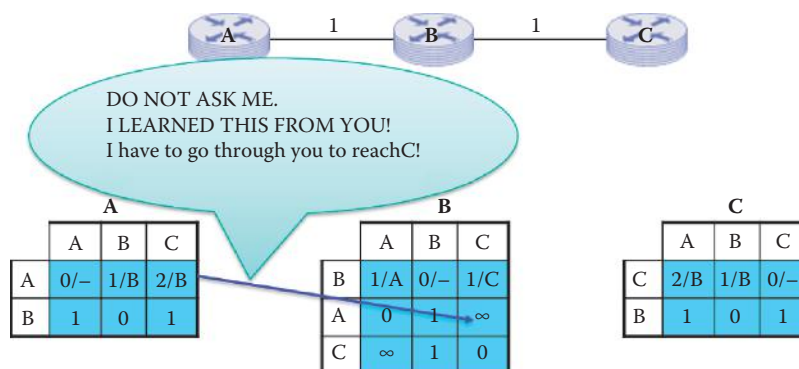 A 1 B 1 C
DO NOT ASK ME.
I LEARNED THIS FROM YOU!
I have to go through you to reachC!
A
A B C
A 0/– 1/B 2/B
B 1 0 1
B
A B C
B 1/A 0/– 1/C
A 0 1 ∞
C ∞ 1 0
C
A B C
C 2/B 1/B 0/–
B 1 0 1